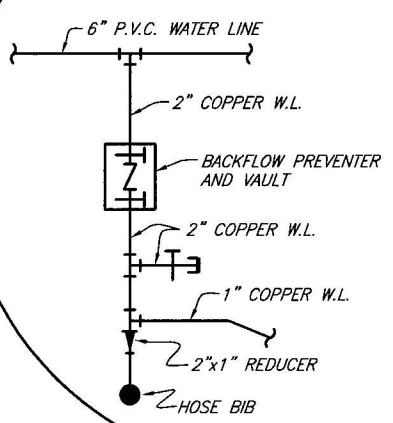 6" P.V.C. WATER LINE
2" COPPER W.L.
BACKFLOW PREVENTER
AND VAULT
2" COPPER W.L.
1" COPPER W.L.
2"x1" REDUCER
HOSE BIB